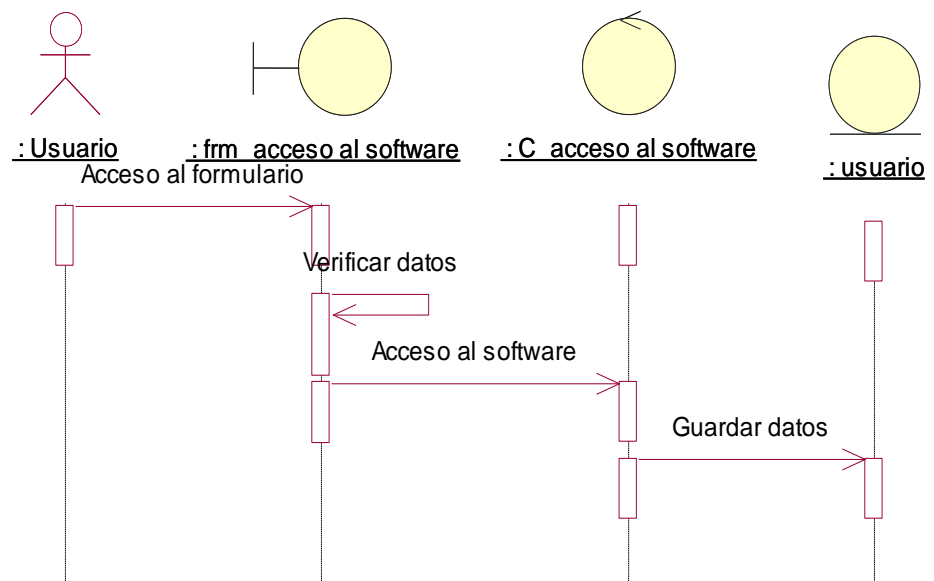 : Usuario
: frm_acceso al software
: C_acceso al software
: usuario
Acceso al formulario
Verificar datos
Acceso al software
Guardar datos